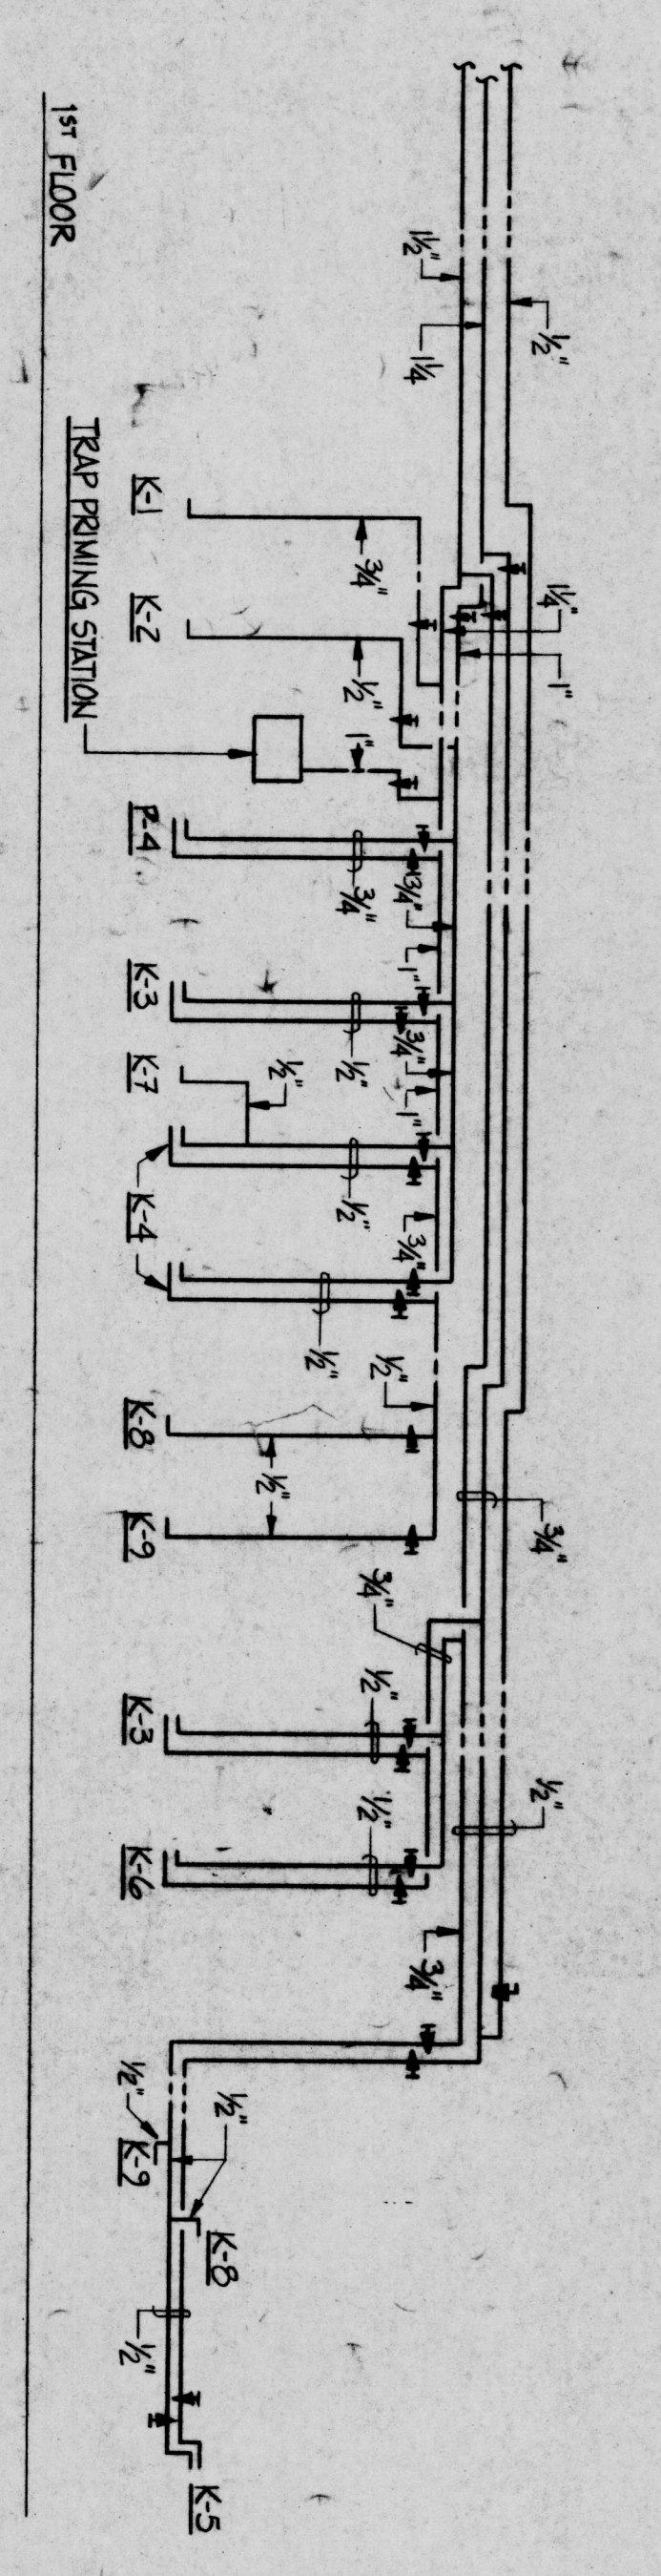 1½"
1¼
½"
1¼"
1"
¾"
½"
1"
¾"
¾"
1"
½"
¾"
1"
½"
½"
¾"
½"
½"
½"
¾"
¾"
½"
½"
½"
¾"
½"
½"
½"
K-1
K-2
TRAP PRIMING STATION
P-4
K-3
K-7
K-4
K-8
K-9
K-3
K-6
K-9
K-8
K-5
1ST FLOOR